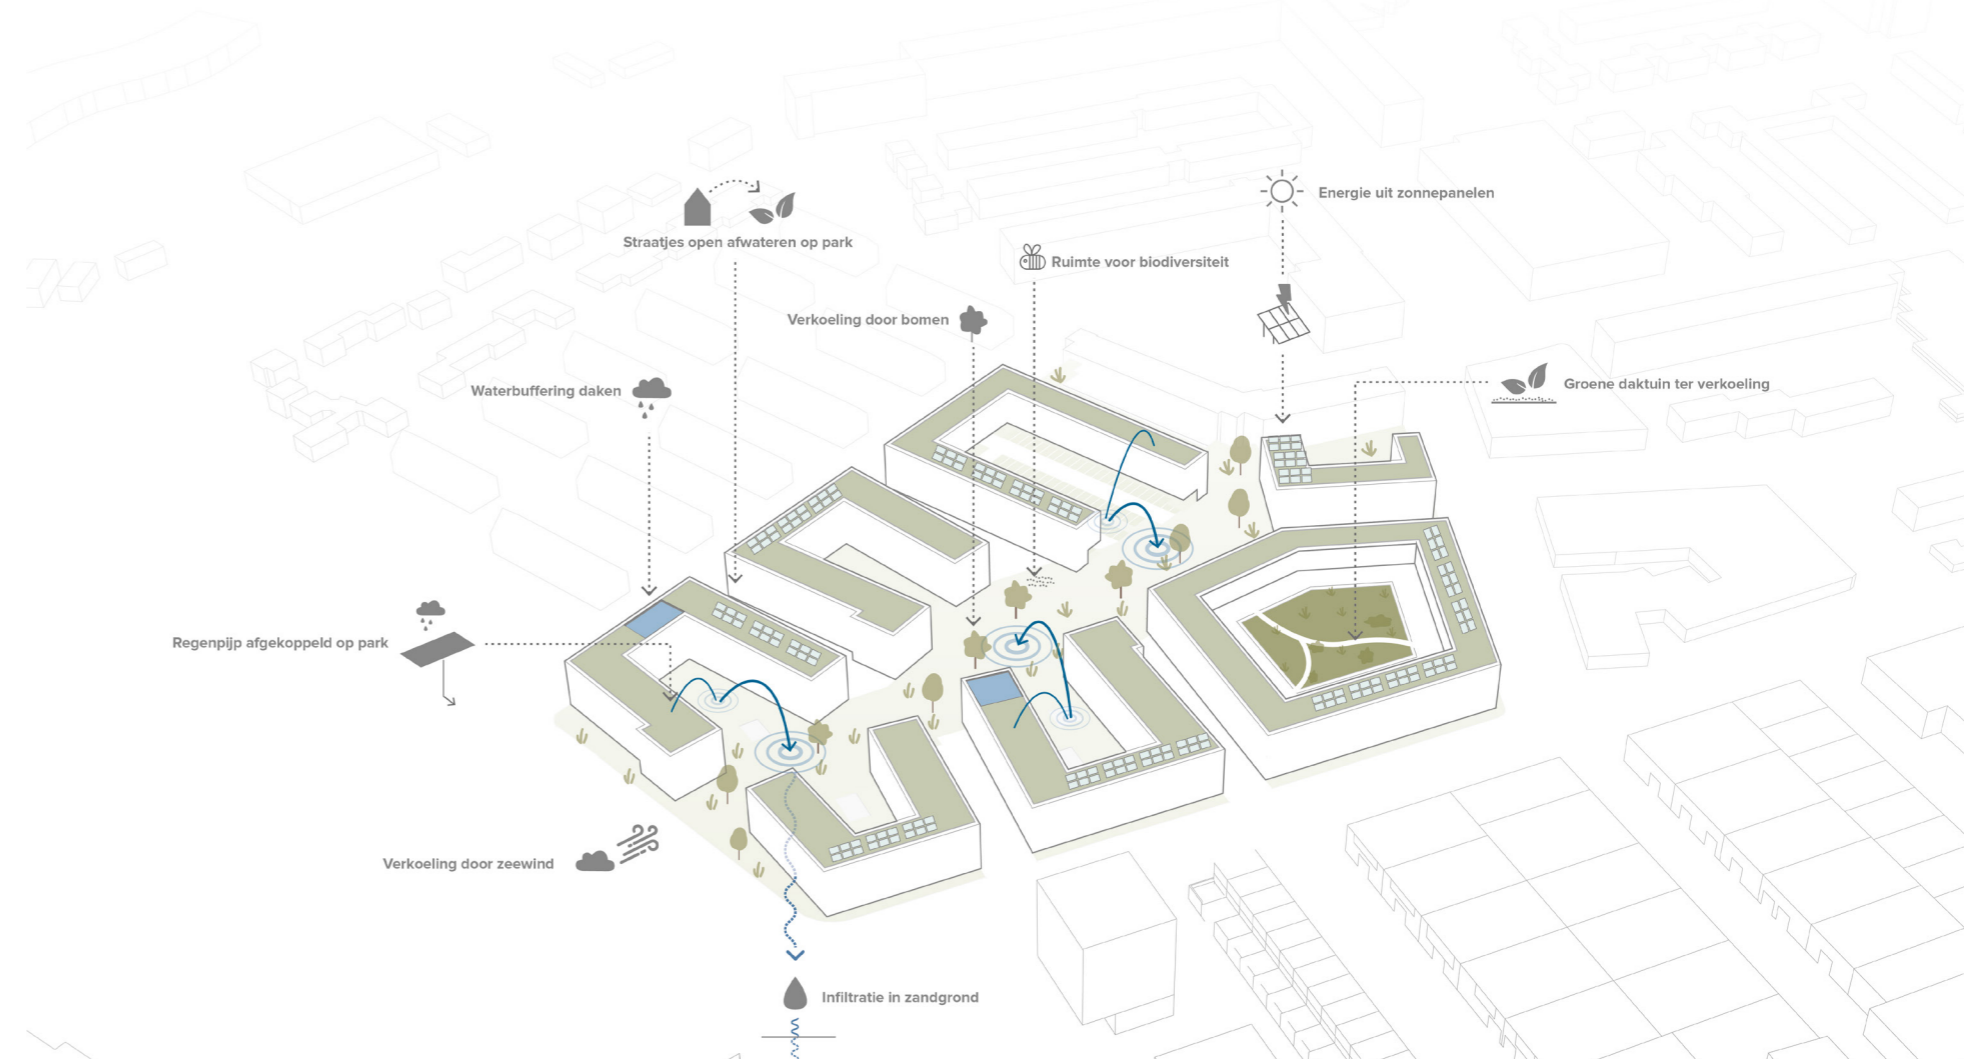 Energie uit zonnepanelen
Straatjes open afwateren op park
Ruimte voor biodiversiteit
Verkoeling door bomen
Groene daktuin ter verkoeling
Waterbuffering daken
Regenpijp afgekoppeld op park
Verkoeling door zeewind
Infiltratie in zandgrond